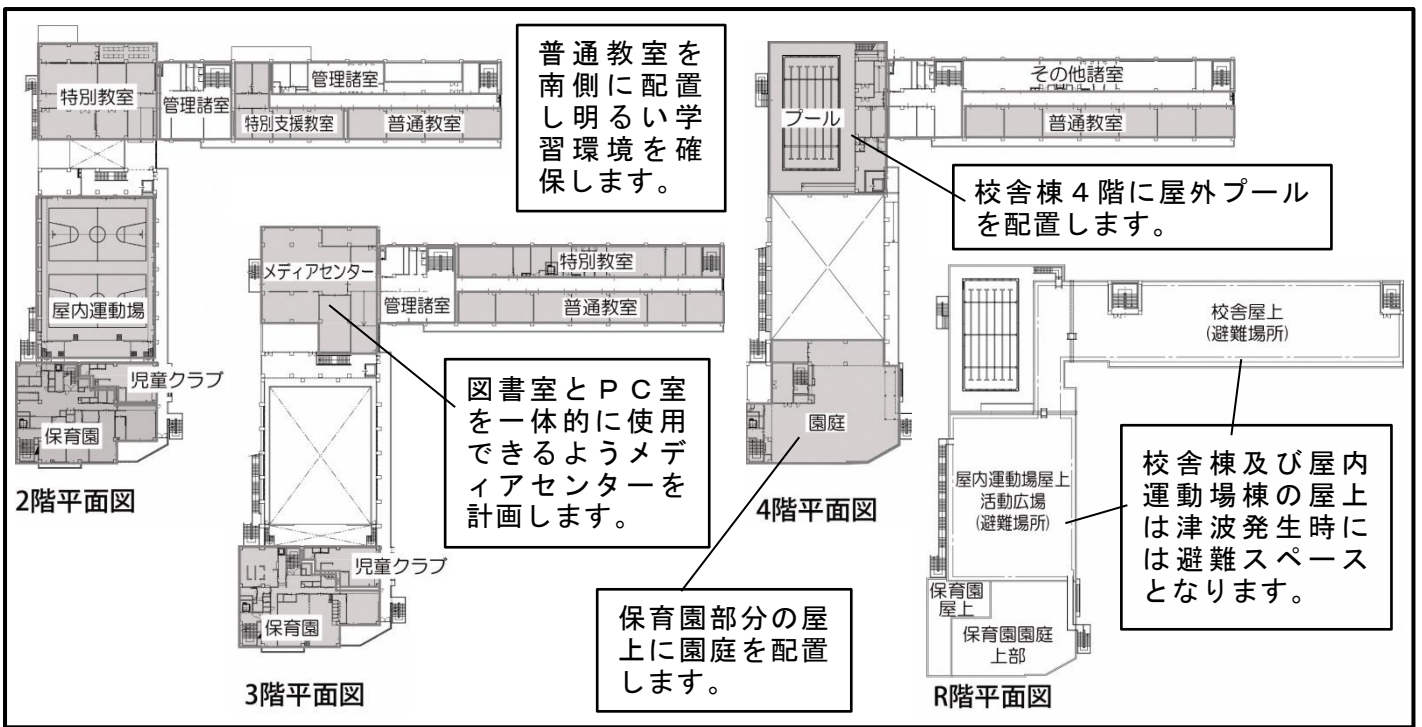 特別教室
管理諸室
管理諸室
特別支援教室
普通教室
屋内運動場
児童クラブ
保育園
2階平面図
普通教室を
南側に配置
し明るい学
習環境を確
保します。
メディアセンター
管理諸室
特別教室
普通教室
児童クラブ
保育園
3階平面図
図書室とＰＣ室
を一体的に使用
できるようメデ
ィアセンターを
計画します。
プール
その他諸室
普通教室
園庭
4階平面図
校舎棟４階に屋外プール
を配置します。
保育園部分の屋
上に園庭を配置
します。
校舎屋上
(避難場所)
屋内運動場屋上
活動広場
(避難場所)
保育園
屋上
保育園園庭
上部
R階平面図
校舎棟及び屋内
運動場棟の屋上
は津波発生時に
は避難スペース
となります。